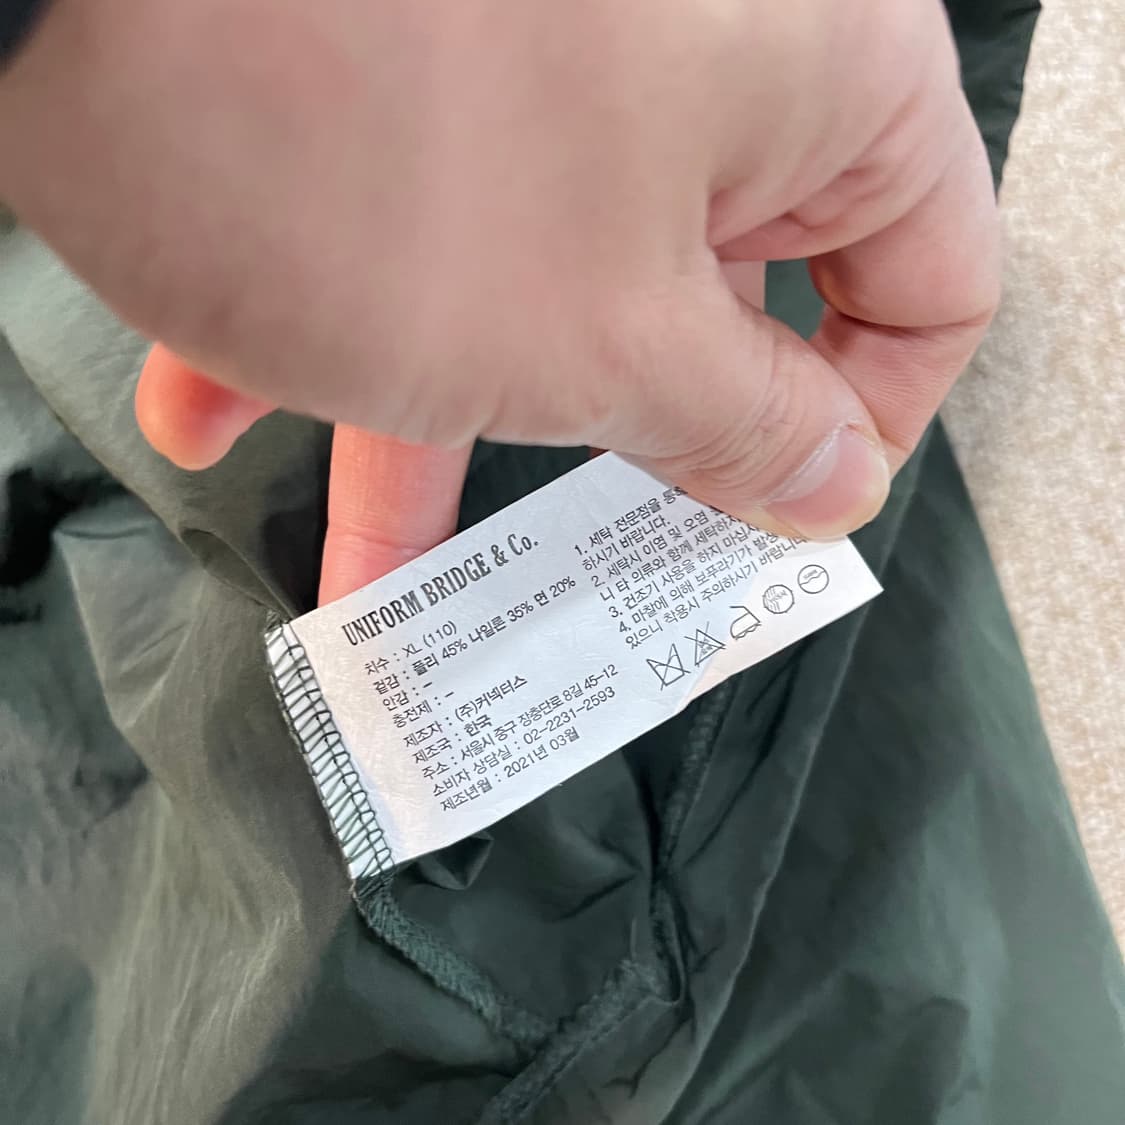 UNIFORM BRIDGE & Co.
치수 : XL (110)
겉감 : 폴리 45% 나일론 35% 면 20%
안감 : -
충전제 : -
제조자 : (주)커넥터스
제조국 : 한국
주소 : 서울시 중구 장충단로 8길 45-12
소비자 상담실 : 02-2231-2593
제조년월 : 2021년 03월
1. 세탁 전문점을
하시기 바랍니다.
2. 세탁시 이염 및 오염
니 타 의류와 함께 세탁하지
3. 건조기 사용을 하지 마십시
4. 마찰에 의해 보푸라기가 발생
있으니 착용시 주의하시기 바랍니다